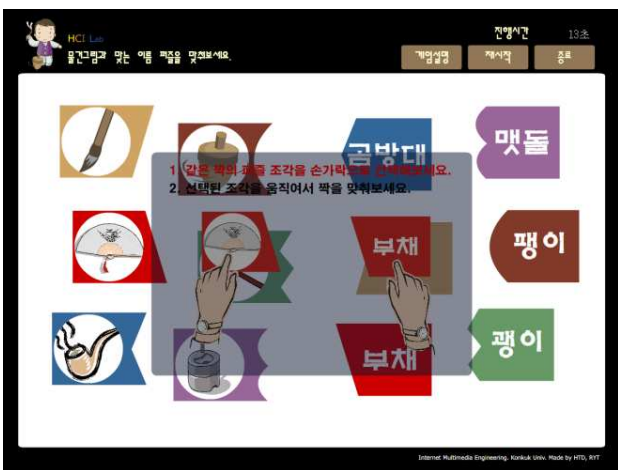 HCI Lab
물건그림과 맞는 이름 퍼즐을 맞춰보세요.
진행시간 13초
게임설명 재시작 종료
곰방대 맷돌
1. 같은 짝의 퍼즐 조각을 손가락으로 선택해보세요.
2. 선택된 조각을 움직여서 짝을 맞춰보세요.
부채 팽이
부채 괭이
Internet Multimedia Engineering. Konkuk Univ. Made by HTD, RYT